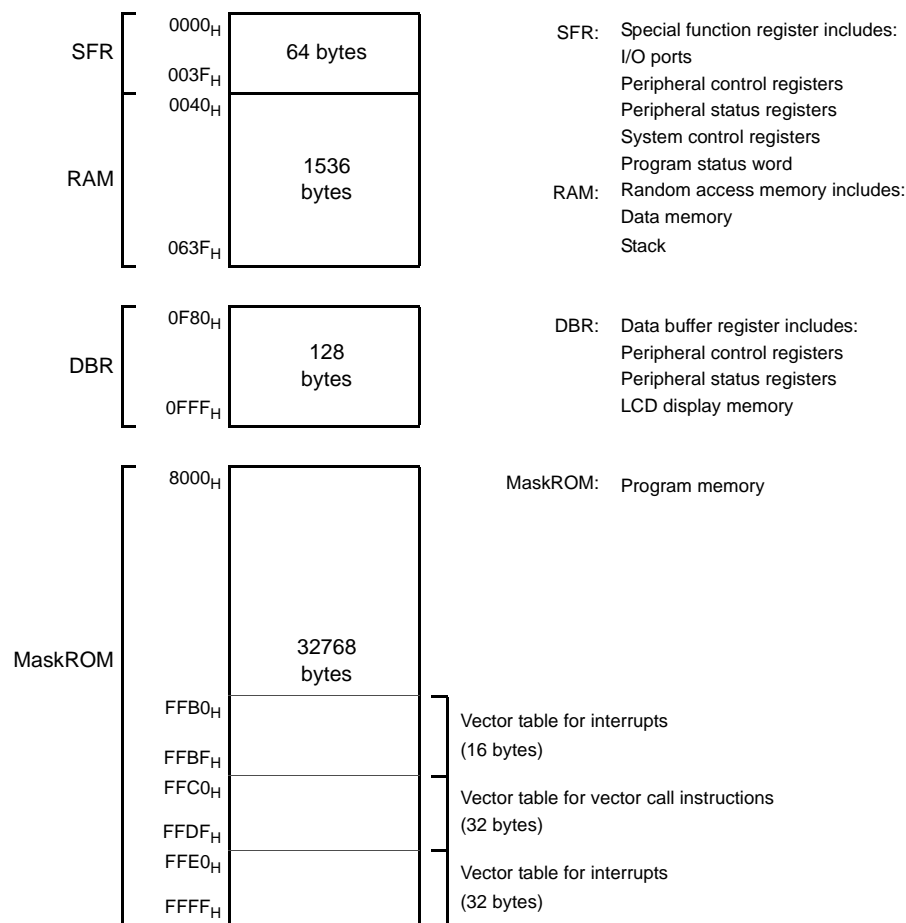 0000H
SFR
64 bytes
003FH
0040H
RAM
1536
bytes
063FH
SFR: Special function register includes:
I/O ports
Peripheral control registers
Peripheral status registers
System control registers
Program status word
RAM: Random access memory includes:
Data memory
Stack
0F80H
DBR
128
bytes
0FFFH
DBR: Data buffer register includes:
Peripheral control registers
Peripheral status registers
LCD display memory
8000H
MaskROM: Program memory
MaskROM
32768
bytes
FFB0H
Vector table for interrupts
(16 bytes)
FFBFH
FFC0H
Vector table for vector call instructions
(32 bytes)
FFDFH
FFE0H
Vector table for interrupts
(32 bytes)
FFFFH